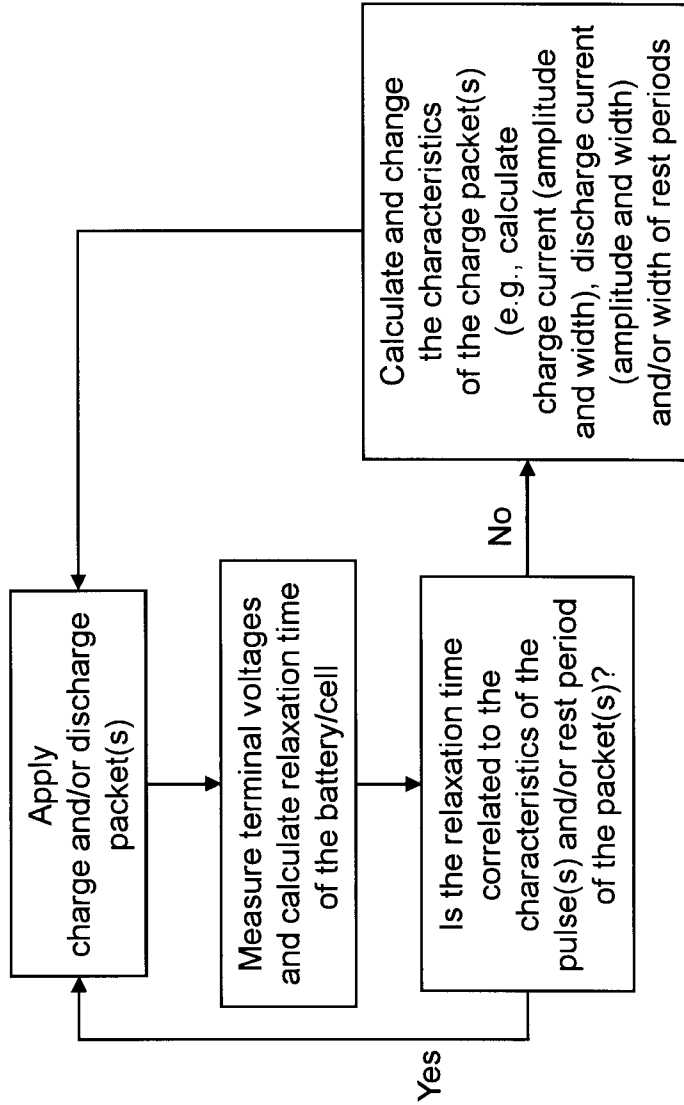 Apply
charge and/or discharge
packet(s)
Measure terminal voltages
and calculate relaxation time
of the battery/cell
Is the relaxation time
correlated to the
characteristics of the
pulse(s) and/or rest period
of the packet(s)?
Yes
No
Calculate and change
the characteristics
of the charge packet(s)
(e.g., calculate
charge current (amplitude
and width), discharge current
(amplitude and width)
and/or width of rest periods